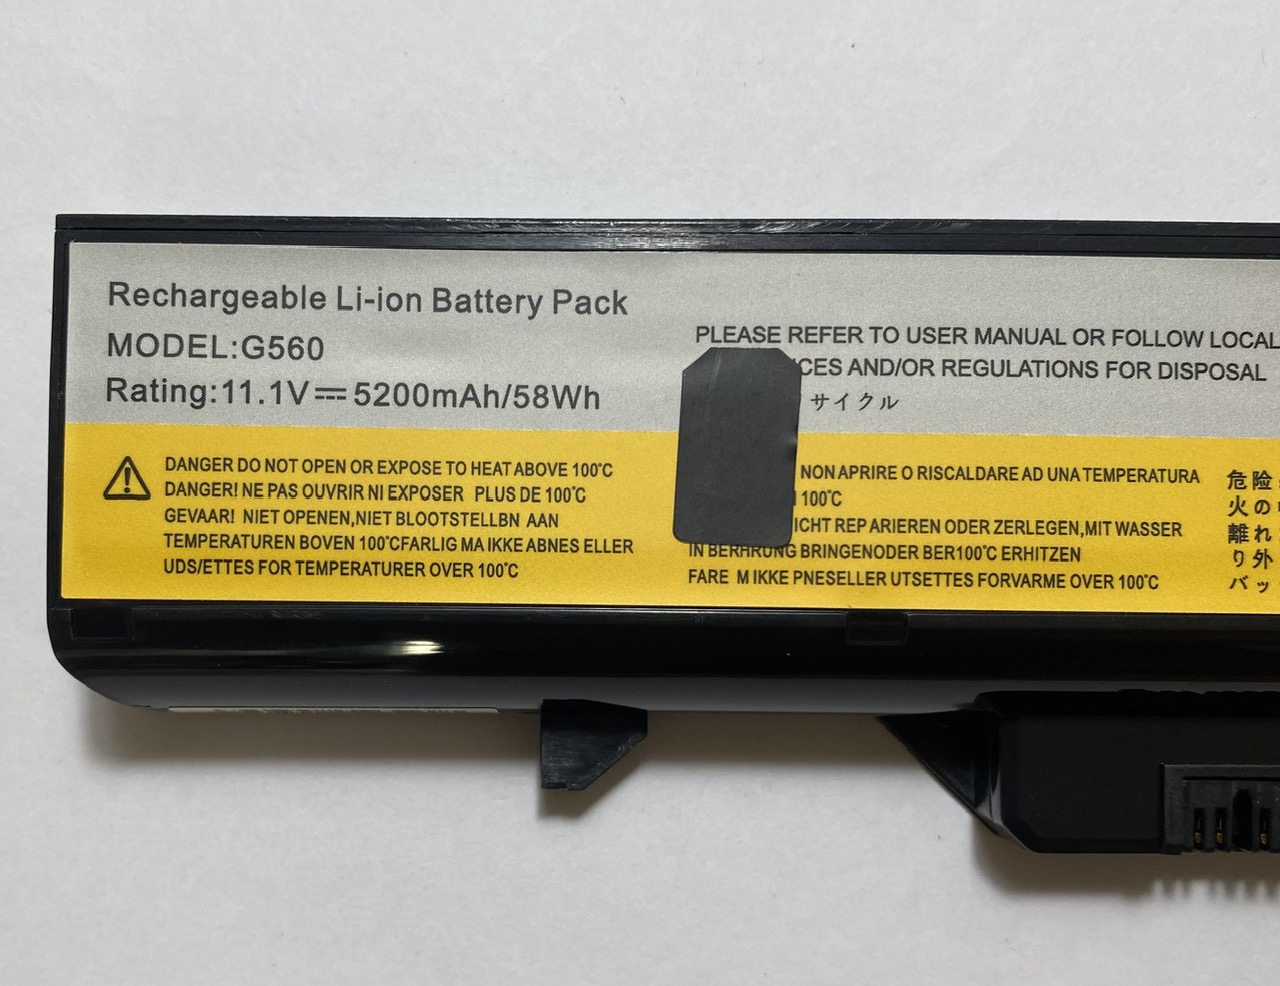 Rechargeable Li-ion Battery Pack
MODEL:G560
Rating:11.1V⎓5200mAh/58Wh
PLEASE REFER TO USER MANUAL OR FOLLOW LOCAL
AND/OR REGULATIONS FOR DISPOSAL
サイクル
DANGER DO NOT OPEN OR EXPOSE TO HEAT ABOVE 100℃
DANGER! NE PAS OUVRIR NI EXPOSER PLUS DE 100℃
GEVAAR! NIET OPENEN,NIET BLOOTSTELLBN AAN
TEMPERATUREN BOVEN 100℃FARLIG MA IKKE ABNES ELLER
UDS/ETTES FOR TEMPERATURER OVER 100℃
NON APRIRE O RISCALDARE AD UNA TEMPERATURA
100℃
REP ARIEREN ODER ZERLEGEN,MIT WASSER
IN BERHRUNG BRINGENODER BER100℃ ERHITZEN
FARE M IKKE PNESELLER UTSETTES FORVARME OVER 100℃
危険
火の
離れ
り外
バッ